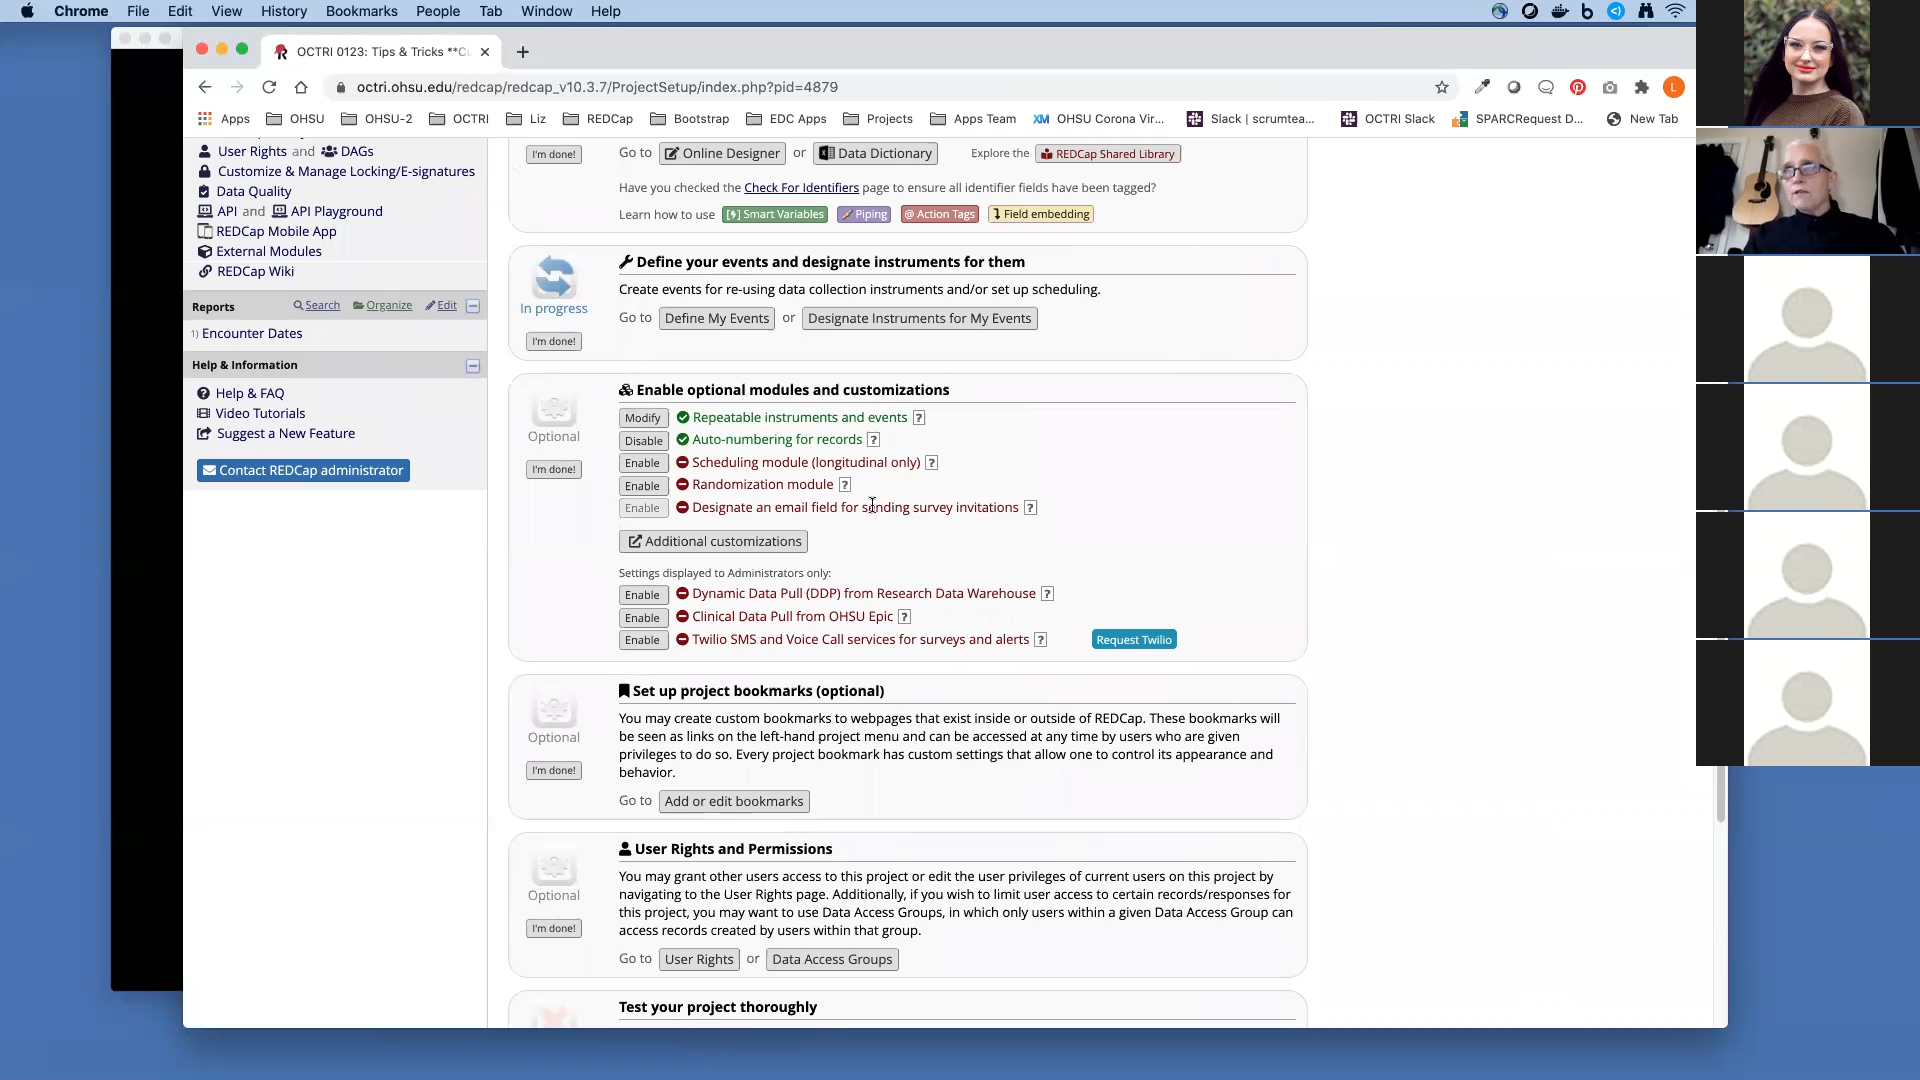 Chrome File Edit View History Bookmarks People Tab Window Help
OCTRI 0123: Tips & Tricks **C
octri.ohsu.edu/redcap/redcap_v10.3.7/ProjectSetup/index.php?pid=4879
L
Apps OHSU OHSU-2 OCTRI Liz REDCap Bootstrap EDC Apps Projects Apps Team XM OHSU Corona Vir... Slack | scrumtea... OCTRI Slack SPARCRequest D... New Tab
User Rights and DAGs
Customize & Manage Locking/E-signatures
Data Quality
API and API Playground
REDCap Mobile App
External Modules
REDCap Wiki
Reports Search Organize Edit
1) Encounter Dates
Help & Information
Help & FAQ
Video Tutorials
Suggest a New Feature
Contact REDCap administrator
I'm done!
Go to Online Designer or Data Dictionary Explore the REDCap Shared Library
Have you checked the Check For Identifiers page to ensure all identifier fields have been tagged?
Learn how to use [⚡] Smart Variables Piping @ Action Tags Field embedding
Define your events and designate instruments for them
In progress
I'm done!
Create events for re-using data collection instruments and/or set up scheduling.
Go to Define My Events or Designate Instruments for My Events
Enable optional modules and customizations
Optional
I'm done!
Modify Repeatable instruments and events ?
Disable Auto-numbering for records ?
Enable Scheduling module (longitudinal only) ?
Enable Randomization module ?
Enable Designate an email field for sending survey invitations ?
Additional customizations
Settings displayed to Administrators only:
Enable Dynamic Data Pull (DDP) from Research Data Warehouse ?
Enable Clinical Data Pull from OHSU Epic ?
Enable Twilio SMS and Voice Call services for surveys and alerts ? Request Twilio
Set up project bookmarks (optional)
Optional
I'm done!
You may create custom bookmarks to webpages that exist inside or outside of REDCap. These bookmarks will
be seen as links on the left-hand project menu and can be accessed at any time by users who are given
privileges to do so. Every project bookmark has custom settings that allow one to control its appearance and
behavior.
Go to Add or edit bookmarks
User Rights and Permissions
Optional
I'm done!
You may grant other users access to this project or edit the user privileges of current users on this project by
navigating to the User Rights page. Additionally, if you wish to limit user access to certain records/responses for
this project, you may want to use Data Access Groups, in which only users within a given Data Access Group can
access records created by users within that group.
Go to User Rights or Data Access Groups
Test your project thoroughly